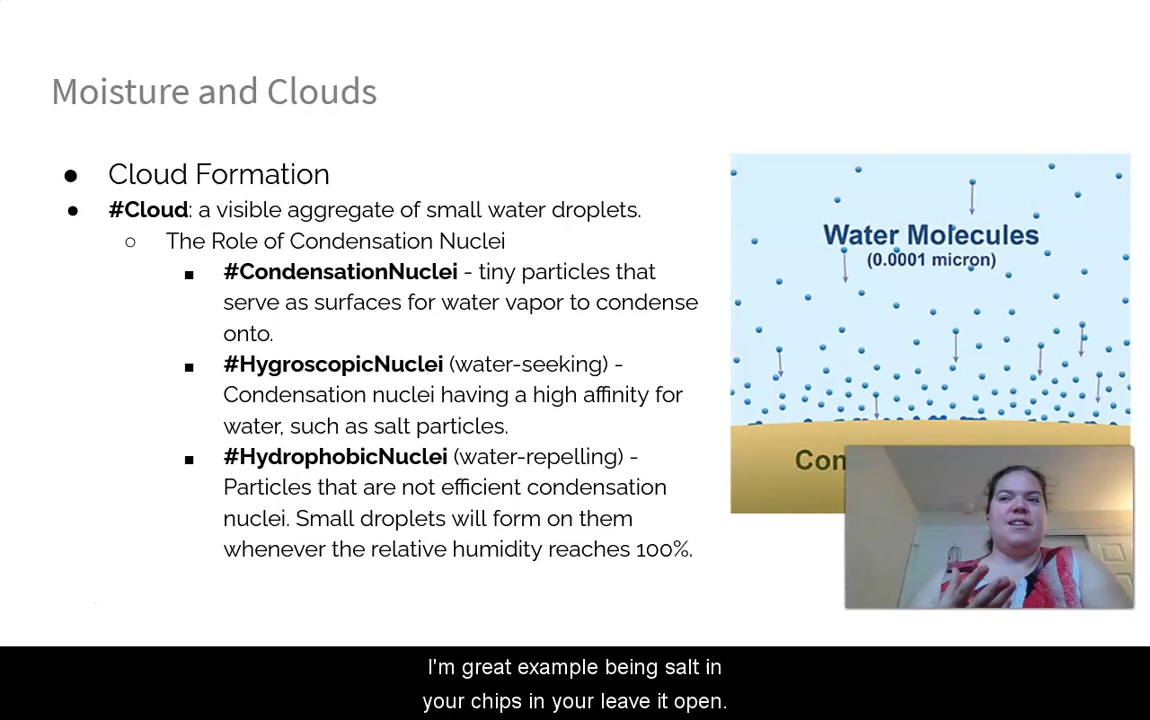 Moisture and Clouds
● Cloud Formation
● #Cloud: a visible aggregate of small water droplets.
○ The Role of Condensation Nuclei
■ #CondensationNuclei - tiny particles that
serve as surfaces for water vapor to condense
onto.
■ #HygroscopicNuclei (water-seeking) -
Condensation nuclei having a high affinity for
water, such as salt particles.
■ #HydrophobicNuclei (water-repelling) -
Particles that are not efficient condensation
nuclei. Small droplets will form on them
whenever the relative humidity reaches 100%.
Water Molecules
(0.0001 micron)
I'm great example being salt in
your chips in your leave it open.